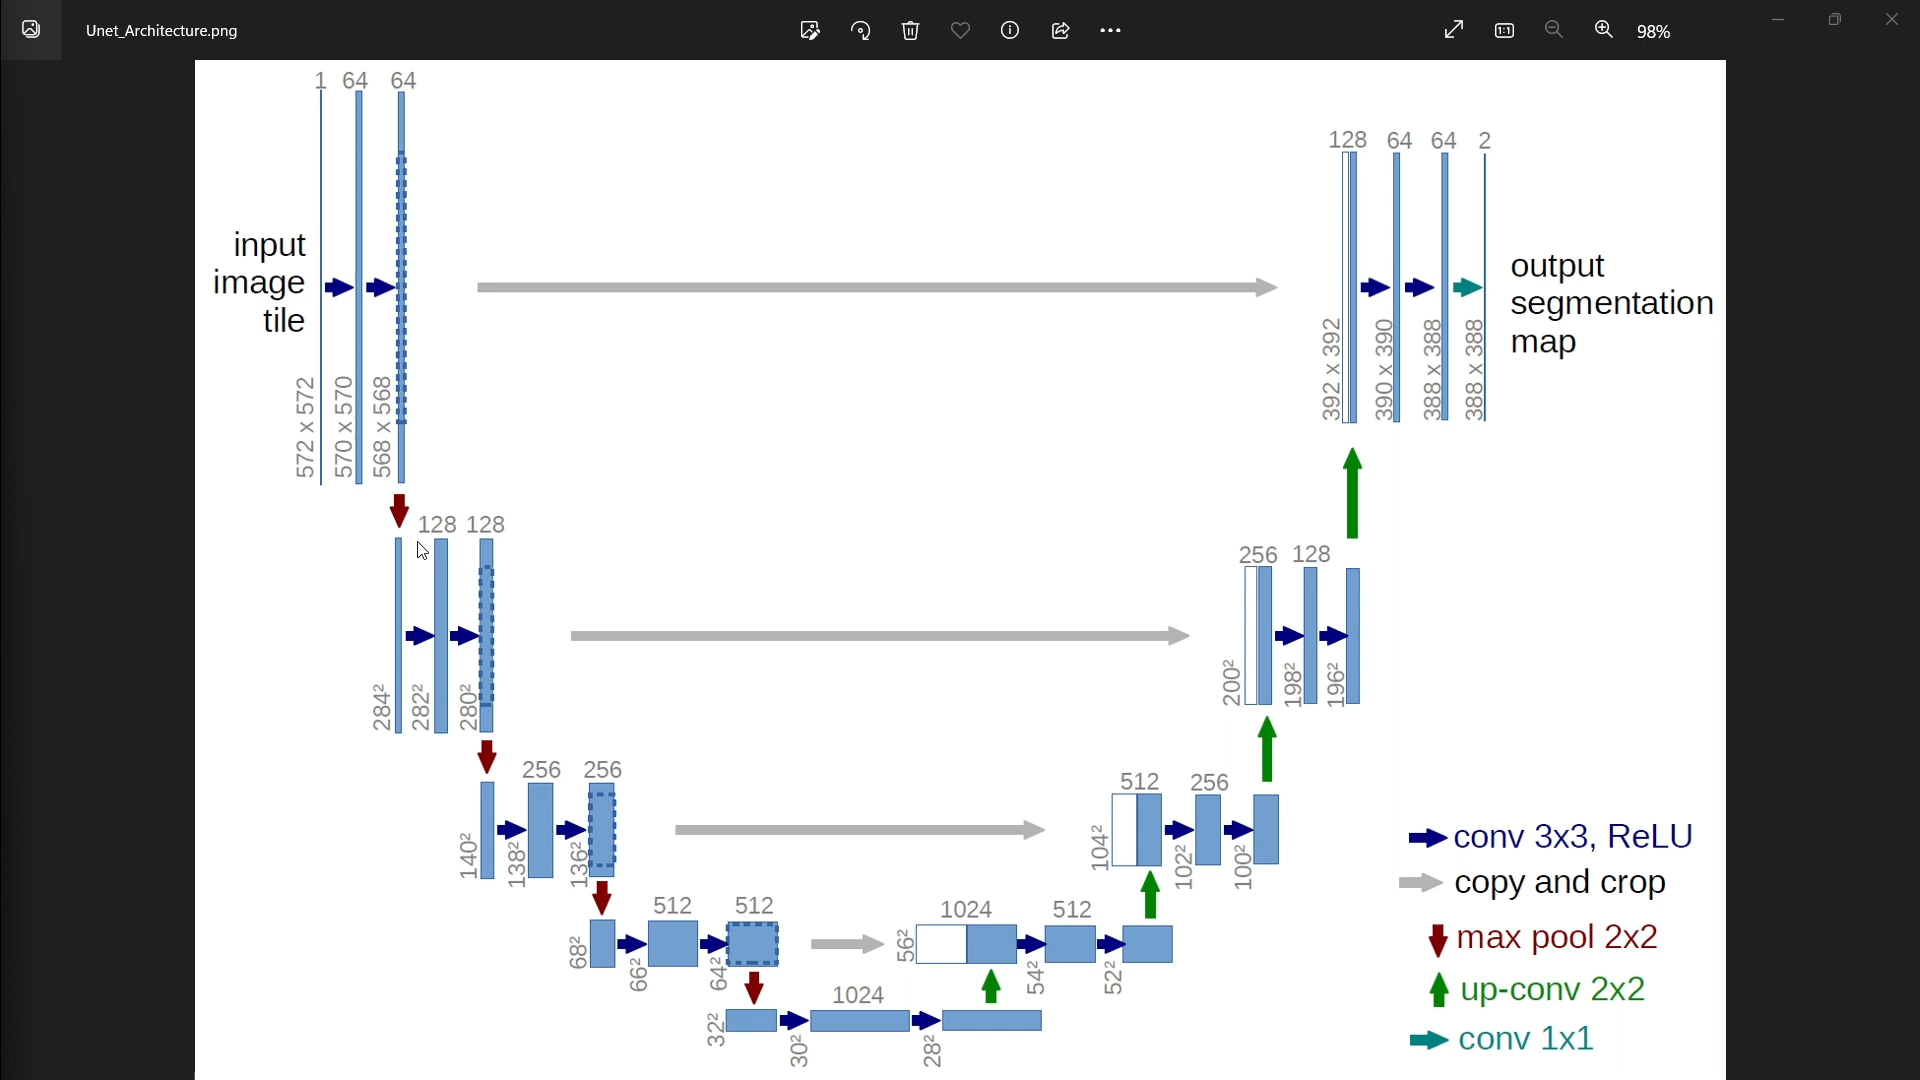 Unet_Architecture.png
98%
1 64 64
input
image
tile
572 x 572
570 x 570
568 x 568
128 64 64 2
392 x 392
390 x 390
388 x 388
388 x 388
output
segmentation
map
128 128
284²
282²
280²
256 128
200²
198²
196²
256 256
140²
138²
136²
512 256
104²
102²
100²
512 512
68²
66²
64²
1024 512
56²
54²
52²
1024
32²
30²
28²
conv 3x3, ReLU
copy and crop
max pool 2x2
up-conv 2x2
conv 1x1